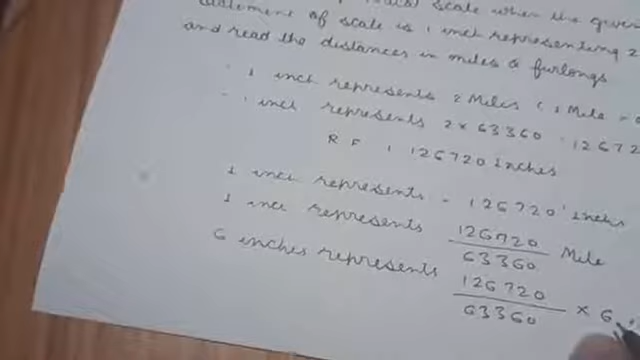 scale when the given
statement of scale is 1 inch representing 2
and read the distances in miles & furlongs
1 inch represents 2 Miles (1 Mile =
1 inch represents 2 x 63360 = 12672
R F : 126720 inches
1 inch represents - 126720 inches
1 inch represents 126720/63360 Mile
6 inches represents 126720/63360 x 6